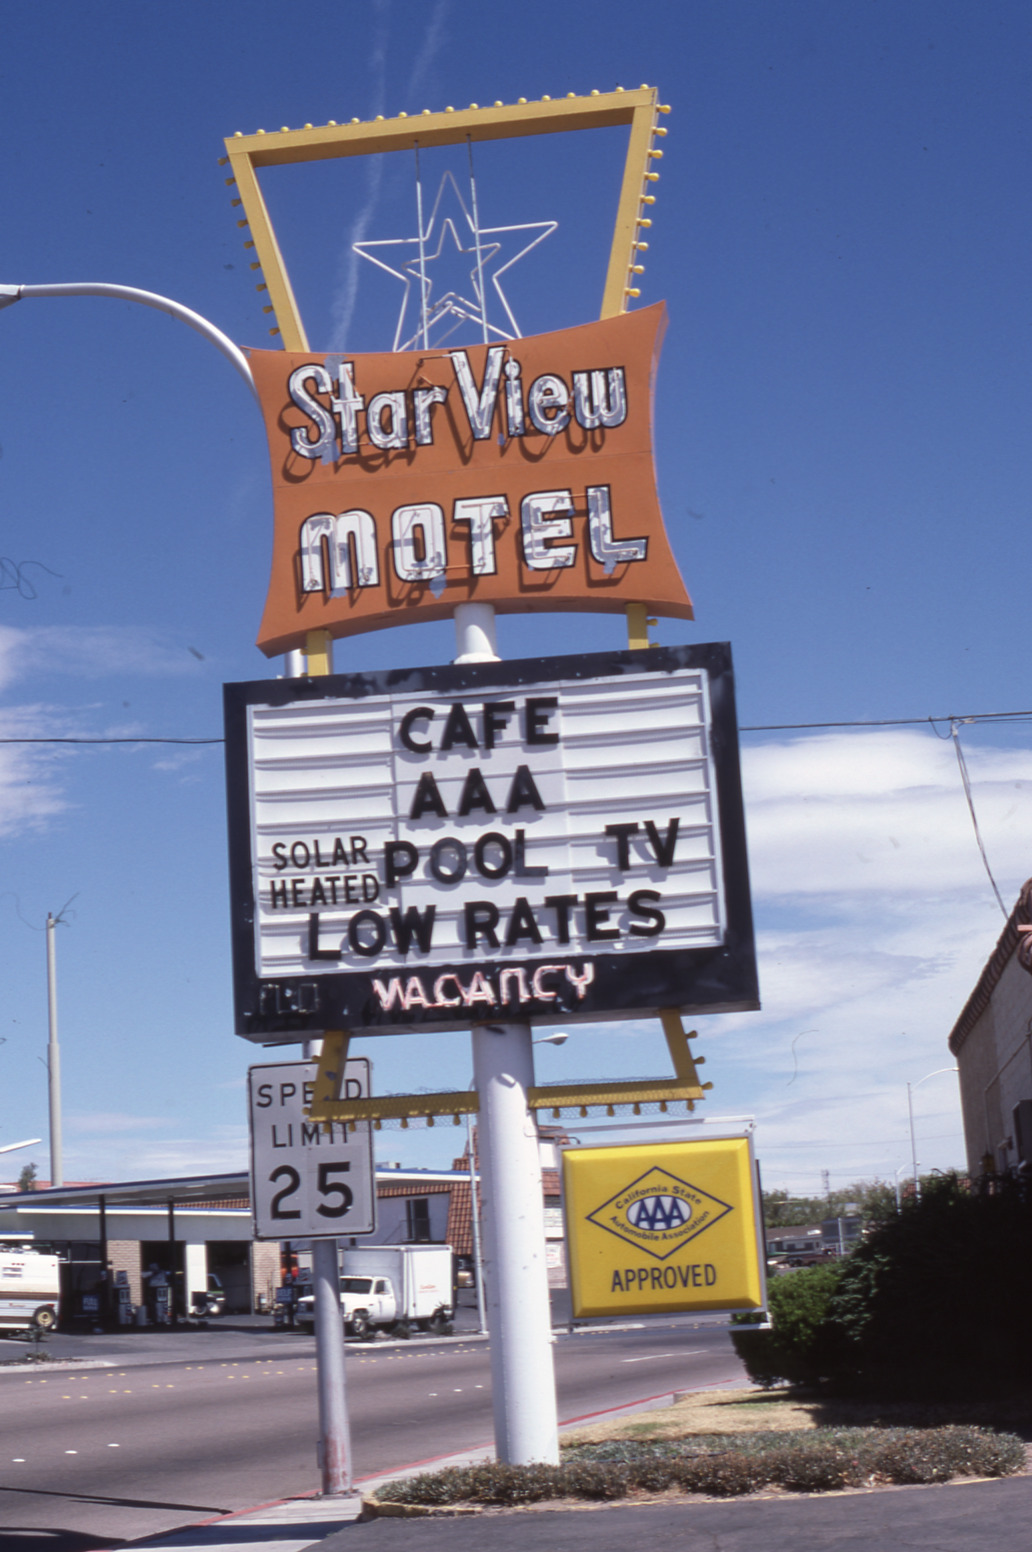 Star View
MOTEL
CAFE
AAA
SOLAR
HEATED
POOL TV
LOW RATES
VACANCY
SPEED
LIMIT
25
California State
AAA
Automobile Association
APPROVED